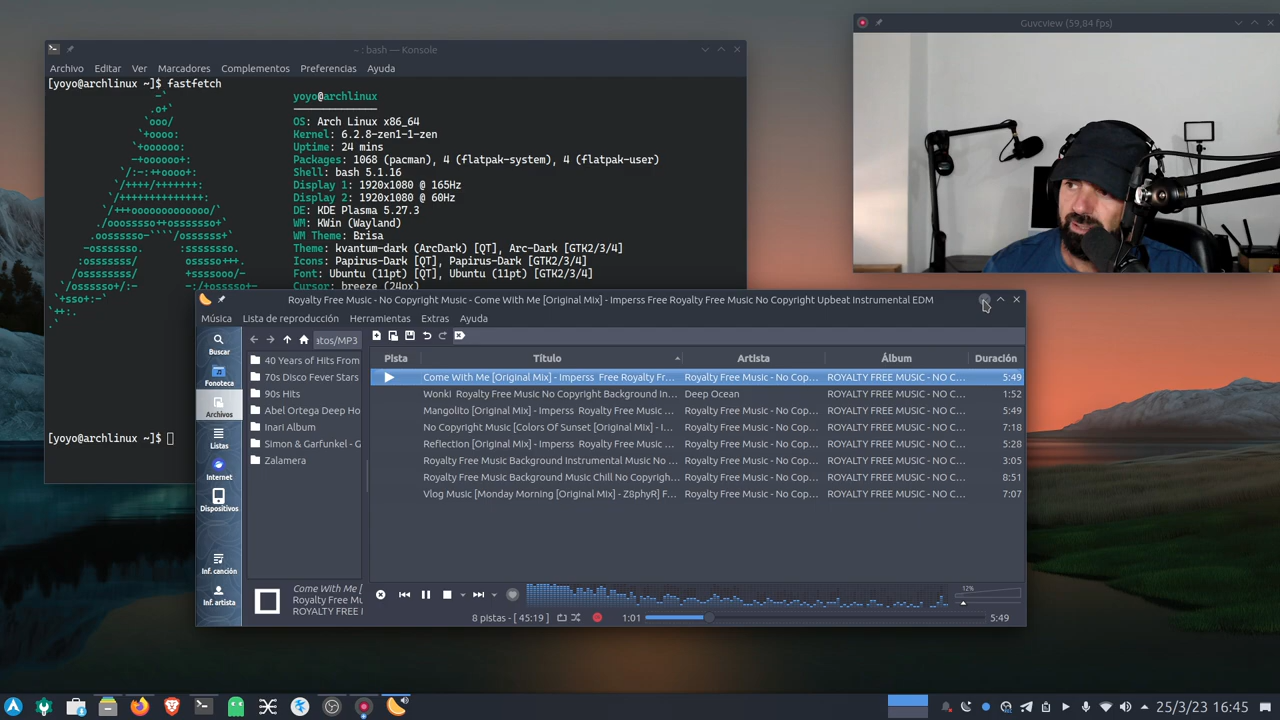 Guvcview (59,84 fps)
~ : bash — Konsole
Archivo Editar Ver Marcadores Complementos Preferencias Ayuda
[yoyo@archlinux ~]$ fastfetch
yoyo@archlinux
OS: Arch Linux x86_64
Kernel: 6.2.8-zen1-1-zen
Uptime: 24 mins
Packages: 1068 (pacman), 4 (flatpak-system), 4 (flatpak-user)
Shell: bash 5.1.16
Display 1: 1920x1080 @ 165Hz
Display 2: 1920x1080 @ 60Hz
DE: KDE Plasma 5.27.3
WM: KWin (Wayland)
WM Theme: Brisa
Theme: kvantum-dark (ArcDark) [QT], Arc-Dark [GTK2/3/4]
Icons: Papirus-Dark [QT], Papirus-Dark [GTK2/3/4]
Font: Ubuntu (11pt) [QT], Ubuntu (11pt) [GTK2/3/4]
Cursor: breeze (24px)
[yoyo@archlinux ~]$
Royalty Free Music - No Copyright Music - Come With Me [Original Mix] - Imperss Free Royalty Free Music No Copyright Upbeat Instrumental EDM
Música Lista de reproducción Herramientas Extras Ayuda
Buscar
Fonoteca
Archivos
Listas
Internet
Dispositivos
Inf. canción
Inf. artista
atos/MP3
40 Years of Hits From
70s Disco Fever Stars
90s Hits
Abel Ortega Deep Ho
Inari Album
Simon & Garfunkel - G
Zalamera
Pista Título Artista Álbum Duración
Come With Me [Original Mix] - Imperss Free Royalty Fr... Royalty Free Music - No Cop... ROYALTY FREE MUSIC - NO C... 5:49
Wonki Royalty Free Music No Copyright Background In... Deep Ocean ROYALTY FREE MUSIC - NO C... 1:52
Mangolito [Original Mix] - Imperss Royalty Free Music ... Royalty Free Music - No Cop... ROYALTY FREE MUSIC - NO C... 5:49
No Copyright Music [Colors Of Sunset [Original Mix] - I... Royalty Free Music - No Cop... ROYALTY FREE MUSIC - NO C... 7:18
Reflection [Original Mix] - Imperss Royalty Free Music ... Royalty Free Music - No Cop... ROYALTY FREE MUSIC - NO C... 5:28
Royalty Free Music Background Instrumental Music No ... Royalty Free Music - No Cop... ROYALTY FREE MUSIC - NO C... 3:05
Royalty Free Music Background Music Chill No Copyrigh... Royalty Free Music - No Cop... ROYALTY FREE MUSIC - NO C... 8:51
Vlog Music [Monday Morning [Original Mix] - Z8phyR] F... Royalty Free Music - No Cop... ROYALTY FREE MUSIC - NO C... 7:07
Come With Me [
Royalty Free Mu
ROYALTY FREE M
12%
8 pistas - [ 45:19 ] 1:01 5:49
25/3/23 16:45